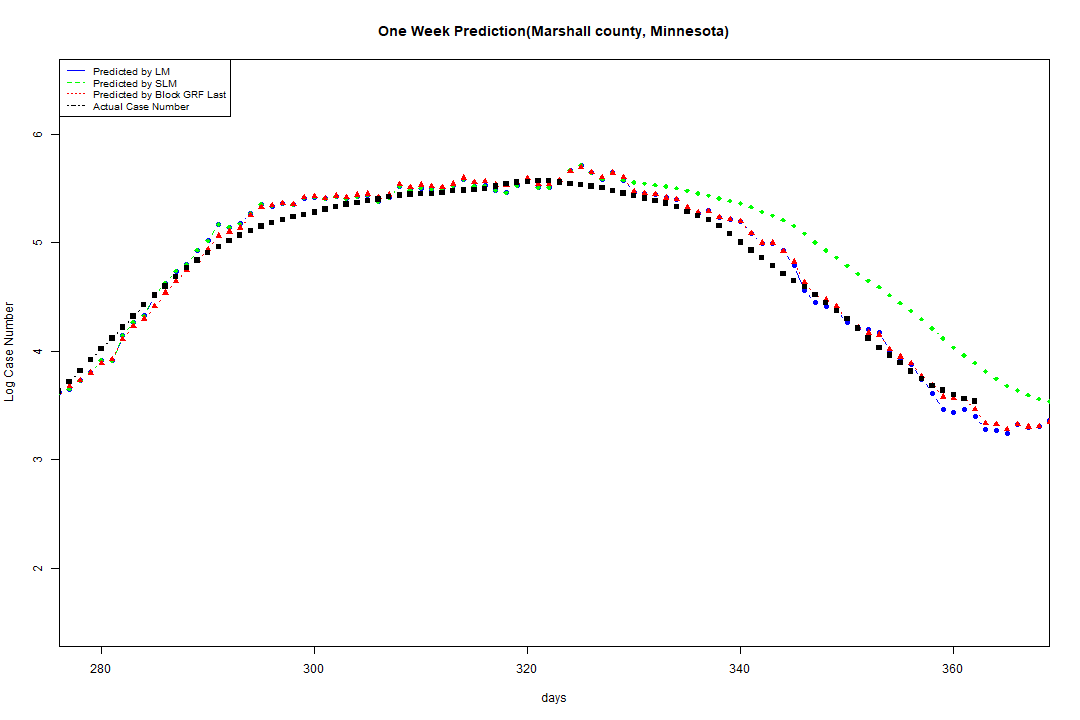 One Week Prediction(Marshall county, Minnesota)
Predicted by LM
Predicted by SLM
Predicted by Block GRF Last
Actual Case Number
6
5
4
3
2
Log Case Number
280 300 320 340 360
days